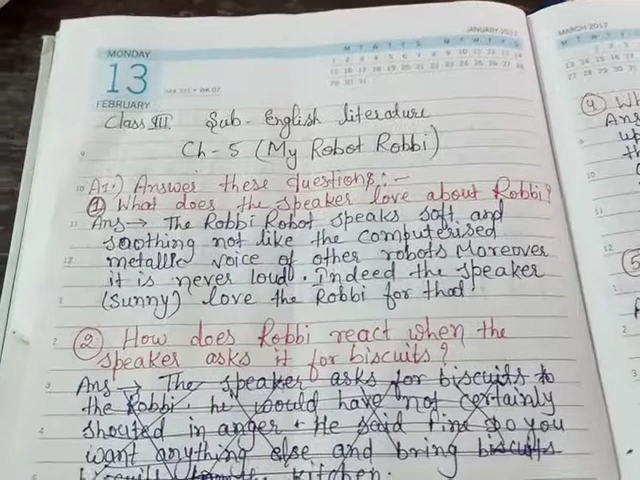 JANUARY 2017
MARCH 2017
MONDAY
13
FEBRUARY
Class III Sub- English literature
Ch-5 (My Robot Robbi)
A1.) Answer these questions:-
① What does the speaker love about Robbi?
Ans → The Robbi Robot speaks soft and
soothing not like the computerised
metallic voice of other robots Moreover
it is never loud. Indeed the speaker
(Sunny) love the Robbi for that
② How does Robbi react when the
speaker asks it for biscuits?
Ans → The speaker asks for biscuits to
the Robbi. he would have not certainly
shouted in anger. He said fine do you
want anything else and bring biscuits
kitchen.
④ Wh
Ans
⑤